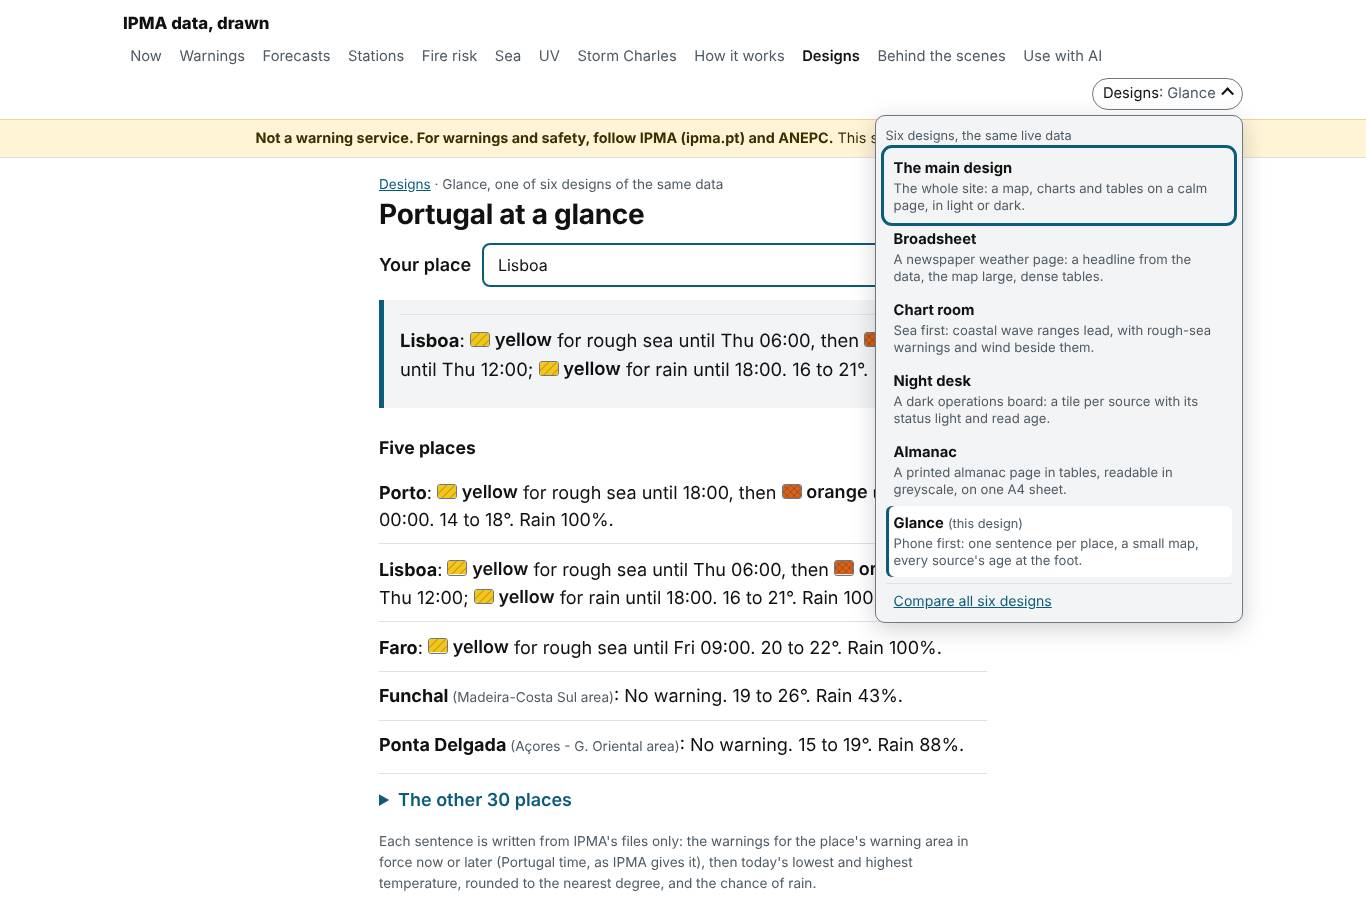 IPMA data, drawn
Now Warnings Forecasts Stations Fire risk Sea UV Storm Charles How it works Designs Behind the scenes Use with AI
Designs: Glance
Not a warning service. For warnings and safety, follow IPMA (ipma.pt) and ANEPC. This
Designs · Glance, one of six designs of the same data
Portugal at a glance
Your place Lisboa
Lisboa: yellow for rough sea until Thu 06:00, then
until Thu 12:00; yellow for rain until 18:00. 16 to 21°.
Five places
Porto: yellow for rough sea until 18:00, then orange
00:00. 14 to 18°. Rain 100%.
Lisboa: yellow for rough sea until Thu 06:00, then
Thu 12:00; yellow for rain until 18:00. 16 to 21°. Rain 100
Faro: yellow for rough sea until Fri 09:00. 20 to 22°. Rain 100%.
Funchal (Madeira-Costa Sul area): No warning. 19 to 26°. Rain 43%.
Ponta Delgada (Açores - G. Oriental area): No warning. 15 to 19°. Rain 88%.
The other 30 places
Each sentence is written from IPMA's files only: the warnings for the place's warning area in
force now or later (Portugal time, as IPMA gives it), then today's lowest and highest
temperature, rounded to the nearest degree, and the chance of rain.
Six designs, the same live data
The main design
The whole site: a map, charts and tables on a calm
page, in light or dark.
Broadsheet
A newspaper weather page: a headline from the
data, the map large, dense tables.
Chart room
Sea first: coastal wave ranges lead, with rough-sea
warnings and wind beside them.
Night desk
A dark operations board: a tile per source with its
status light and read age.
Almanac
A printed almanac page in tables, readable in
greyscale, on one A4 sheet.
Glance (this design)
Phone first: one sentence per place, a small map,
every source's age at the foot.
Compare all six designs